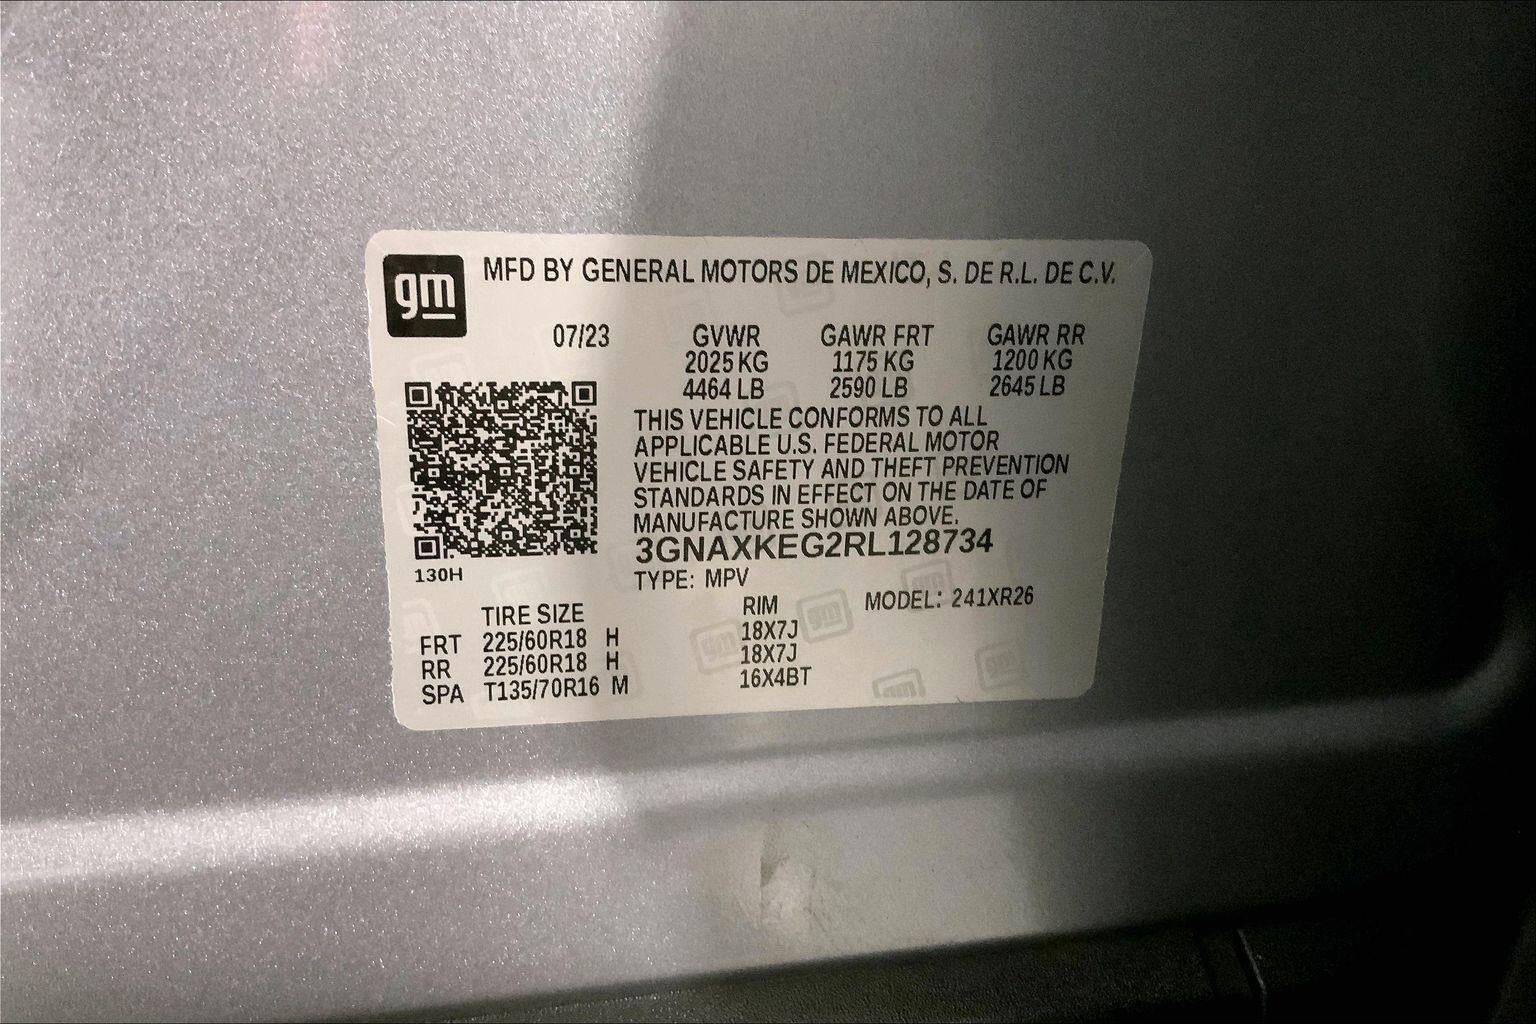 gm
MFD BY GENERAL MOTORS DE MEXICO, S. DE R.L. DE C.V.
07/23 GVWR GAWR FRT GAWR RR
2025 KG 1175 KG 1200 KG
4464 LB 2590 LB 2645 LB
THIS VEHICLE CONFORMS TO ALL
APPLICABLE U.S. FEDERAL MOTOR
VEHICLE SAFETY AND THEFT PREVENTION
STANDARDS IN EFFECT ON THE DATE OF
MANUFACTURE SHOWN ABOVE.
3GNAXKEG2RL128734
130H
TYPE: MPV
TIRE SIZE RIM MODEL: 241XR26
FRT 225/60R18 H 18X7J
RR 225/60R18 H 18X7J
SPA T135/70R16 M 16X4BT